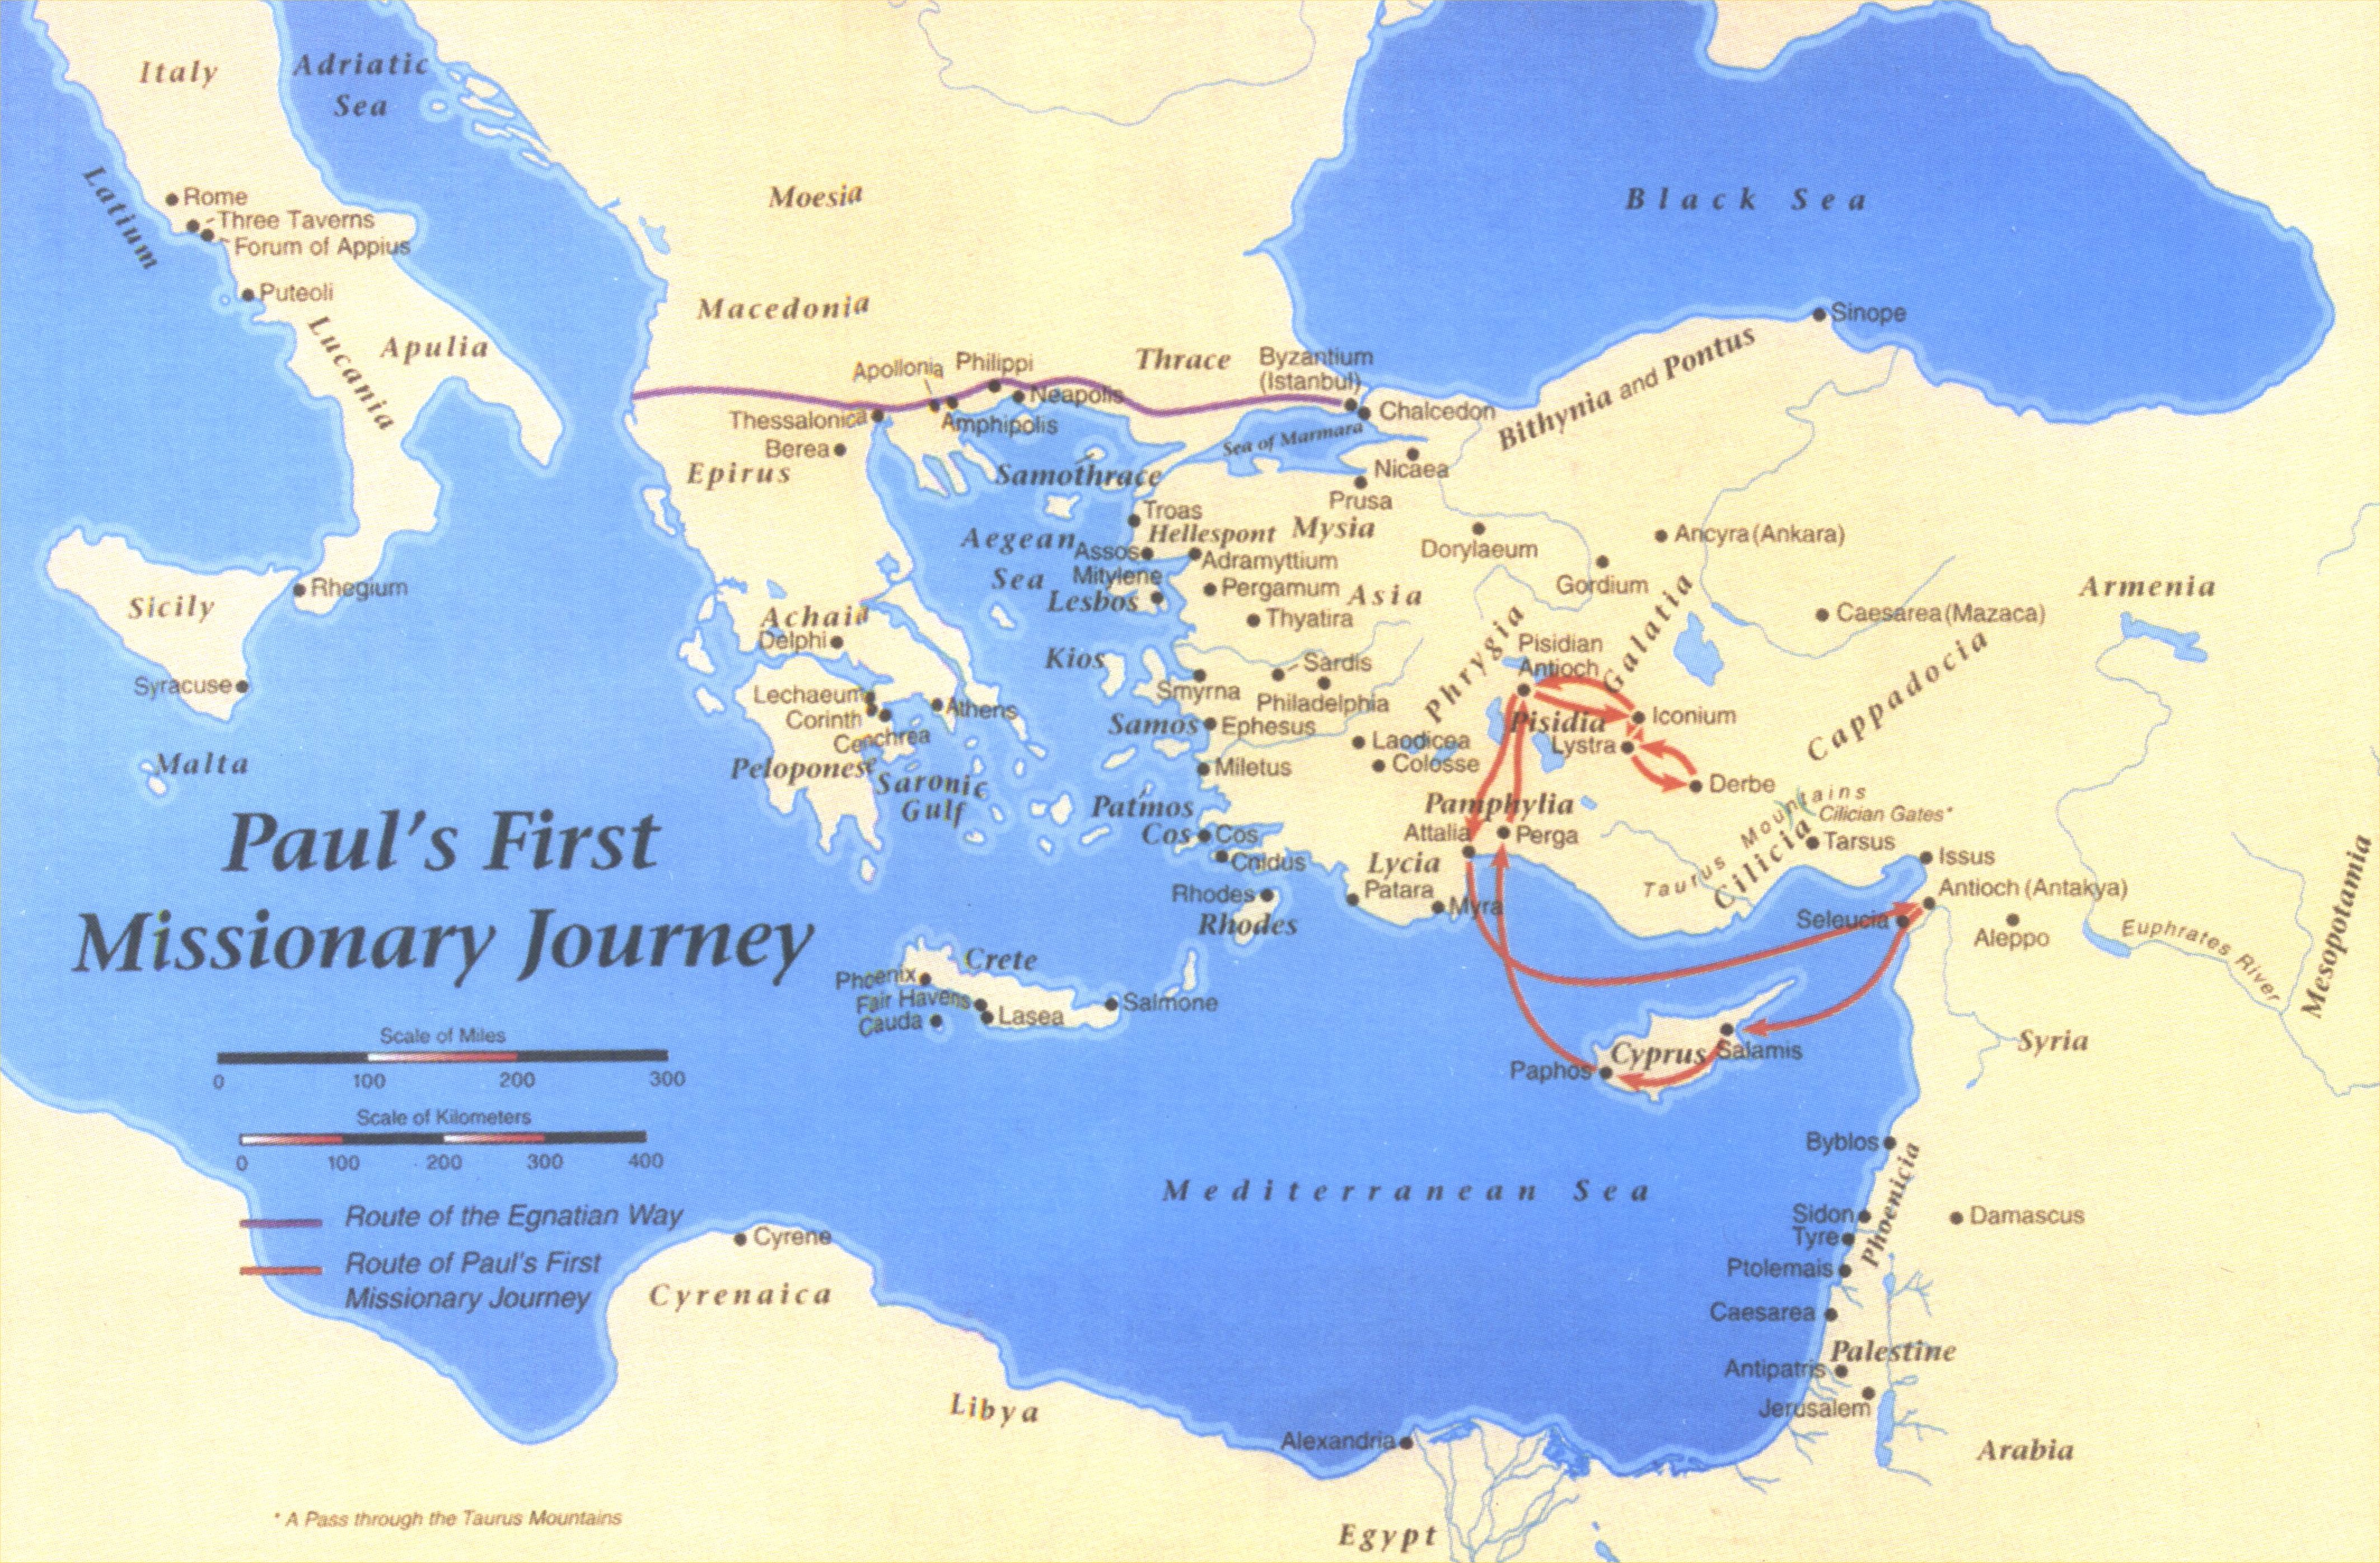 Italy
Adriatic
Sea
Latium
Rome
Three Taverns
Forum of Appius
Puteoli
Lucania
Apulia
Moesia
Macedonia
Apollonia
Philippi
Neapolis
Thrace
Byzantium
(Istanbul)
Chalcedon
Black Sea
Sinope
Bithynia and Pontus
Thessalonica
Amphipolis
Berea
Epirus
Sea of Marmara
Nicaea
Prusa
Samothrace
Troas
Hellespont
Mysia
Aegean
Sea
Assos
Adramyttium
Mitylene
Lesbos
Pergamum
Asia
Thyatira
Dorylaeum
Ancyra (Ankara)
Gordium
Galatia
Phrygia
Armenia
Caesarea (Mazaca)
Cappadocia
Rhegium
Sicily
Syracuse
Malta
Achaia
Delphi
Kios
Sardis
Smyrna
Philadelphia
Pisidian
Antioch
Lechaeum
Corinth
Cenchrea
Athens
Samos
Ephesus
Pisidia
Iconium
Lystra
Laodicea
Colosse
Miletus
Derbe
Peloponese
Saronic
Gulf
Patmos
Pamphylia
Taurus Mountains
Cilician Gates*
Cilicia
Tarsus
Issus
Cos
Cos
Cnidus
Attalia
Perga
Lycia
Patara
Myra
Rhodes
Rhodes
Antioch (Antakya)
Seleucia
Aleppo
Euphrates River
Mesopotamia
Paul's First
Missionary Journey
Crete
Phoenix
Fair Havens
Cauda
Lasea
Salmone
Cyprus
Salamis
Paphos
Syria
Scale of Miles
0 100 200 300
Scale of Kilometers
0 100 200 300 400
Route of the Egnatian Way
Route of Paul's First
Missionary Journey
Mediterranean Sea
Byblos
Phoenicia
Sidon
Tyre
Damascus
Ptolemais
Caesarea
Palestine
Antipatris
Jerusalem
Cyrene
Cyrenaica
Libya
Alexandria
Arabia
Egypt
* A Pass through the Taurus Mountains